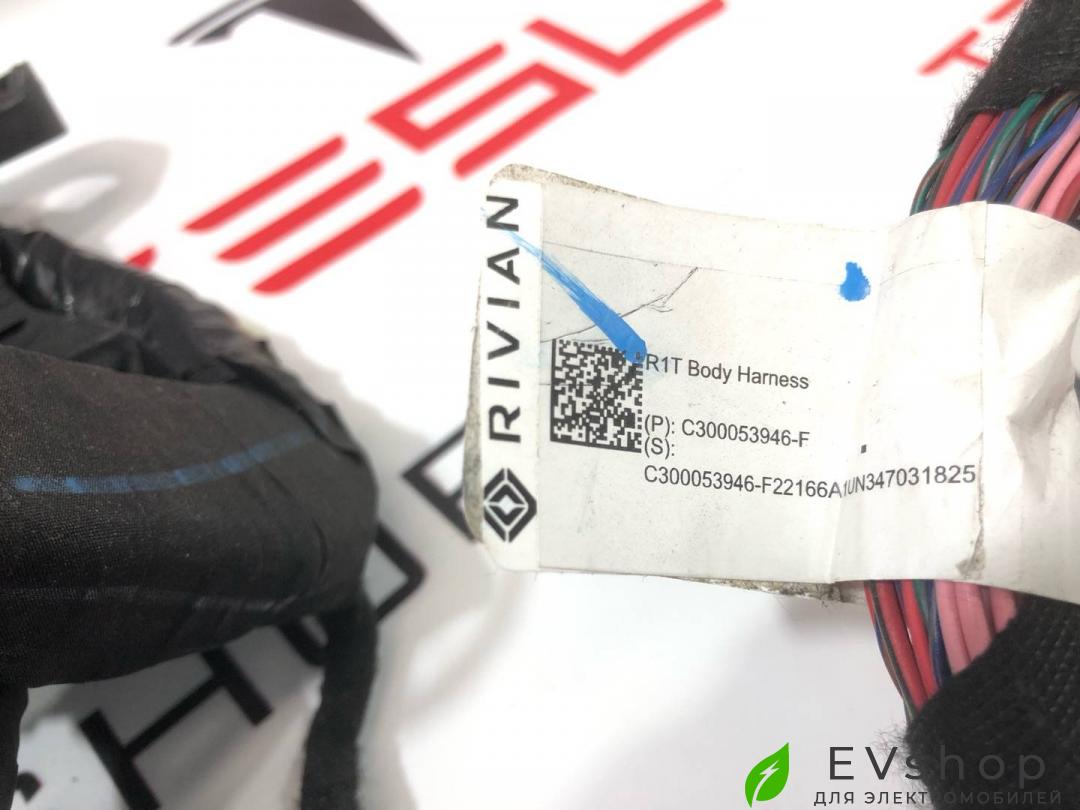 RIVIAN
R1T Body Harness
(P): C300053946-F
(S):
C300053946-F22166A1UN347031825
EVshop
ДЛЯ ЭЛЕКТРОМОБИЛЕЙ